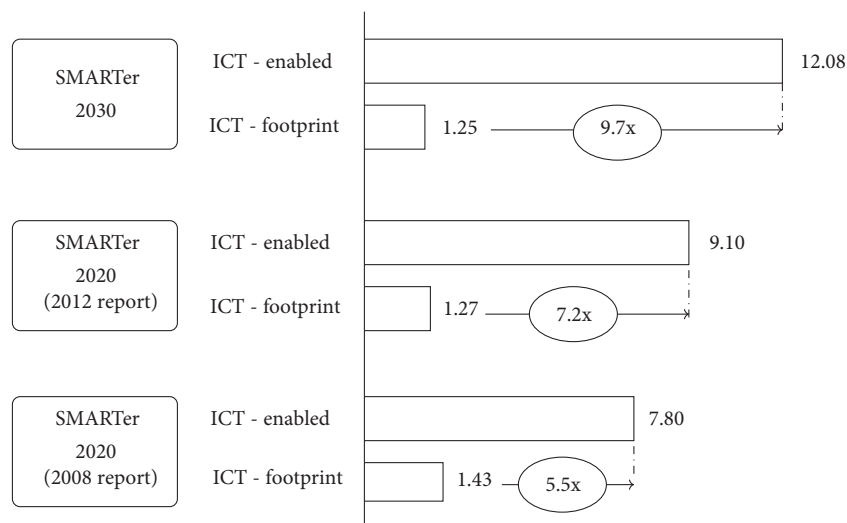 SMARTer
2030
ICT - enabled
12.08
ICT - footprint
1.25
9.7x
SMARTer
2020
(2012 report)
ICT - enabled
9.10
ICT - footprint
1.27
7.2x
SMARTer
2020
(2008 report)
ICT - enabled
7.80
ICT - footprint
1.43
5.5x